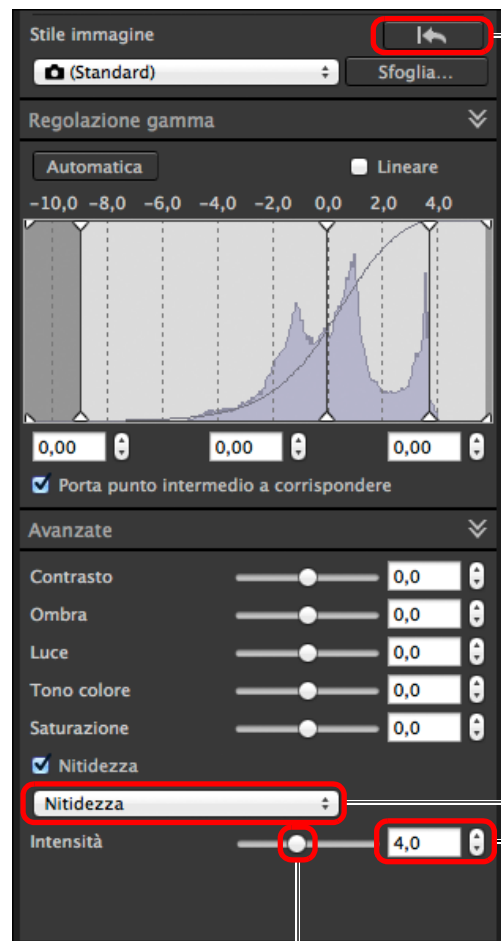 Stile immagine
(Standard) Sfoglia...
Regolazione gamma
Automatica Lineare
-10,0 -8,0 -6,0 -4,0 -2,0 0,0 2,0 4,0
0,00 0,00 0,00
Porta punto intermedio a corrispondere
Avanzate
Contrasto 0,0
Ombra 0,0
Luce 0,0
Tono colore 0,0
Saturazione 0,0
Nitidezza
Nitidezza
Intensità 4,0